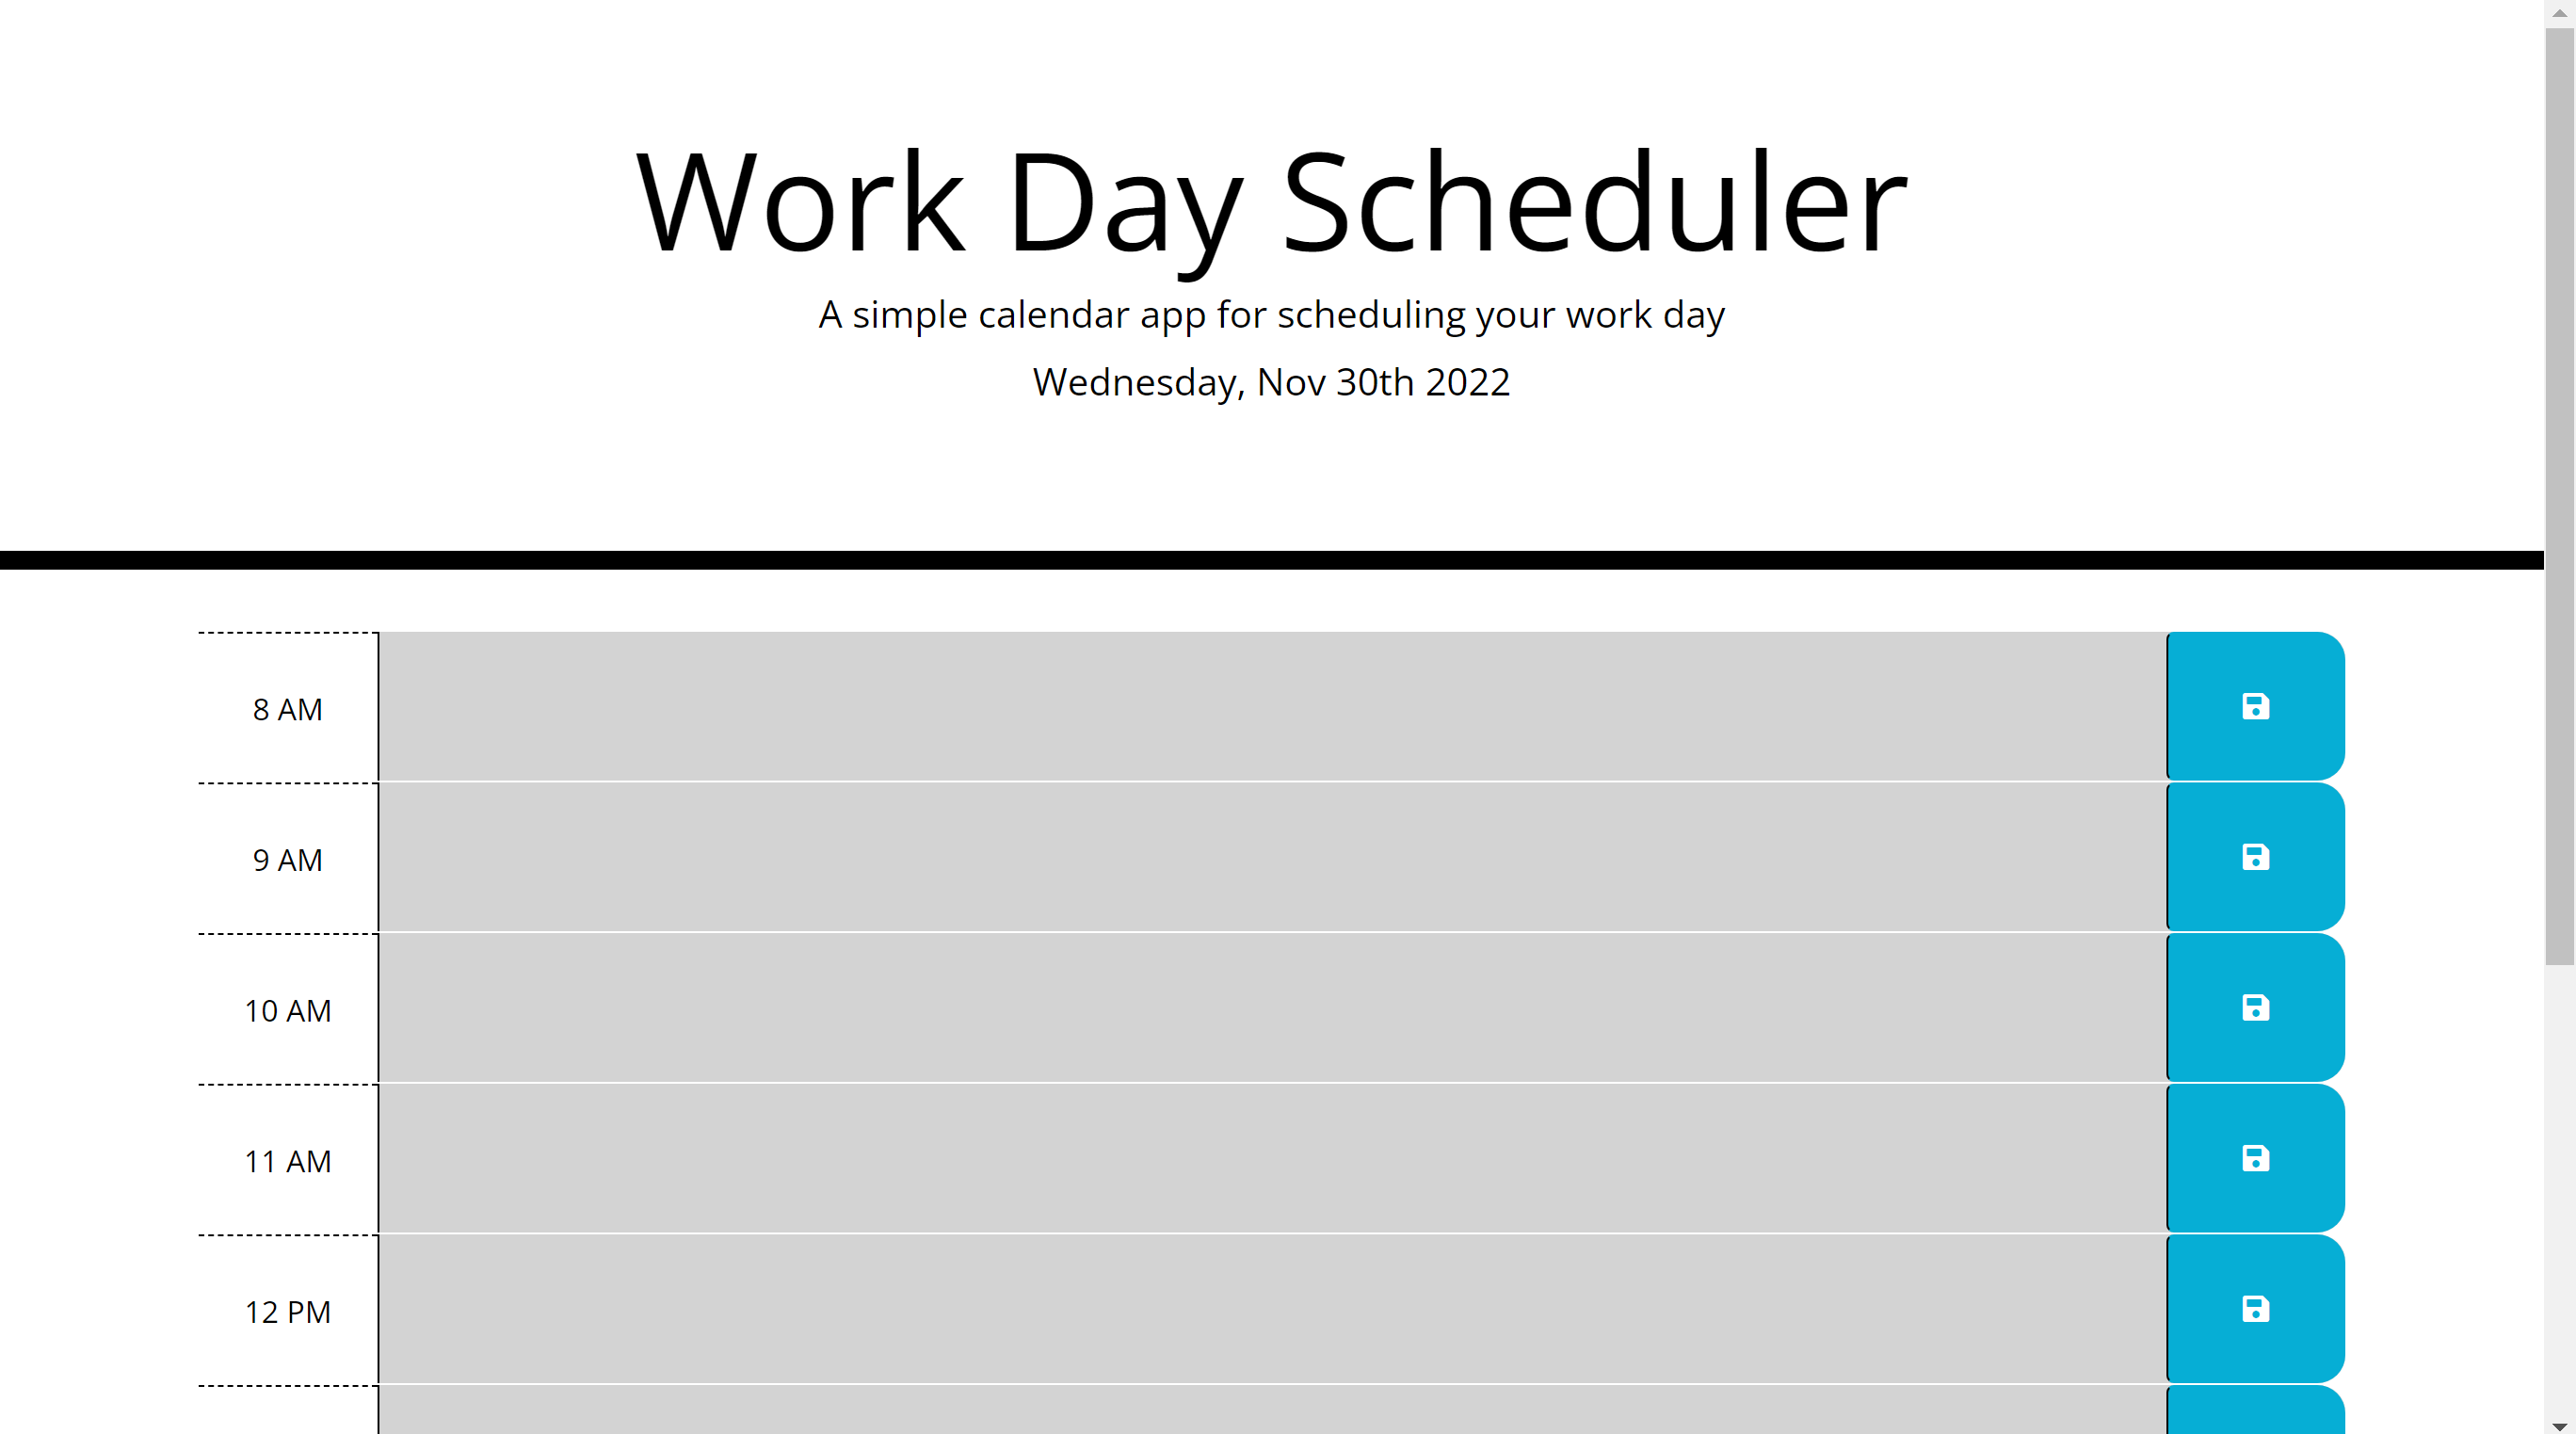 Work Day Scheduler
A simple calendar app for scheduling your work day
Wednesday, Nov 30th 2022
8 AM
9 AM
10 AM
11 AM
12 PM